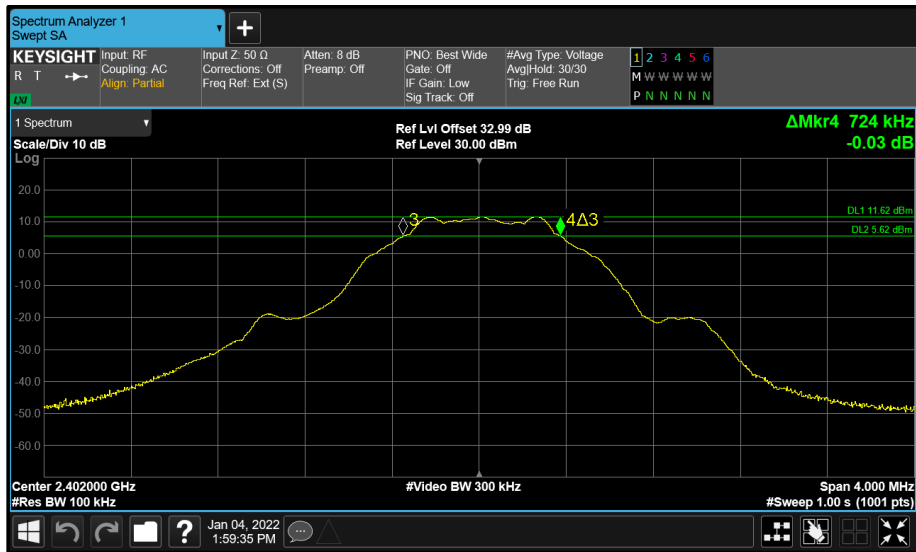 Spectrum Analyzer 1
Swept SA
+
KEYSIGHT
R T
LXI
Input: RF
Coupling: AC
Align: Partial
Input Z: 50 Ω
Corrections: Off
Freq Ref: Ext (S)
Atten: 8 dB
Preamp: Off
PNO: Best Wide
Gate: Off
IF Gain: Low
Sig Track: Off
#Avg Type: Voltage
Avg|Hold: 30/30
Trig: Free Run
1 2 3 4 5 6
M W W W W W
P N N N N N
1 Spectrum
Scale/Div 10 dB
Log
Ref Lvl Offset 32.99 dB
Ref Level 30.00 dBm
ΔMkr4 724 kHz
-0.03 dB
20.0
10.0
0.00
-10.0
-20.0
-30.0
-40.0
-50.0
-60.0
3
4Δ3
DL1 11.62 dBm
DL2 5.62 dBm
Center 2.402000 GHz
#Res BW 100 kHz
#Video BW 300 kHz
Span 4.000 MHz
#Sweep 1.00 s (1001 pts)
?
Jan 04, 2022
1:59:35 PM